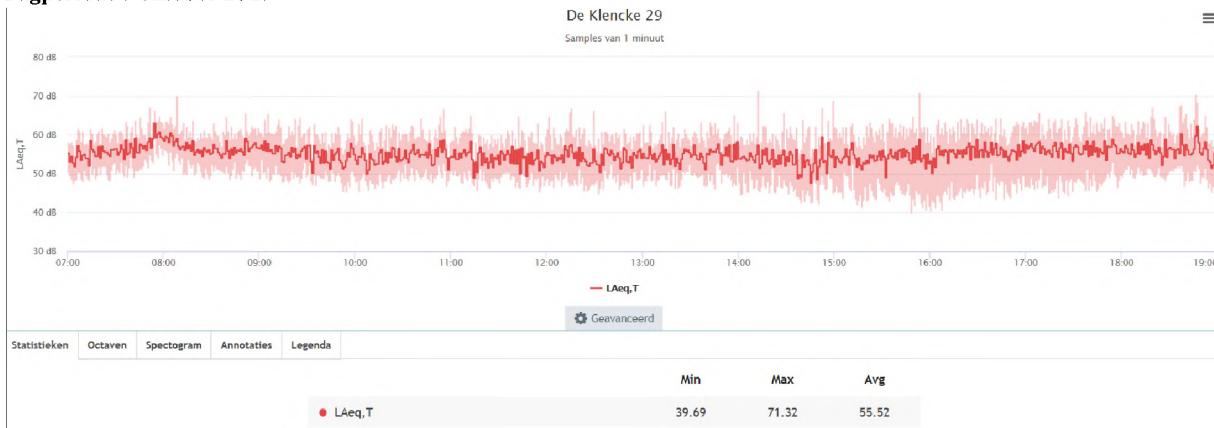 De Klencke 29
Samples van 1 minuut
80 dB
70 dB
60 dB
50 dB
40 dB
30 dB
LAeq,T
07:00 08:00 09:00 10:00 11:00 12:00 13:00 14:00 15:00 16:00 17:00 18:00 19:00
LAeq,T
Geavanceerd
Statistieken Octaven Spectogram Annotaties Legenda
Min Max Avg
LAeq,T 39.69 71.32 55.52